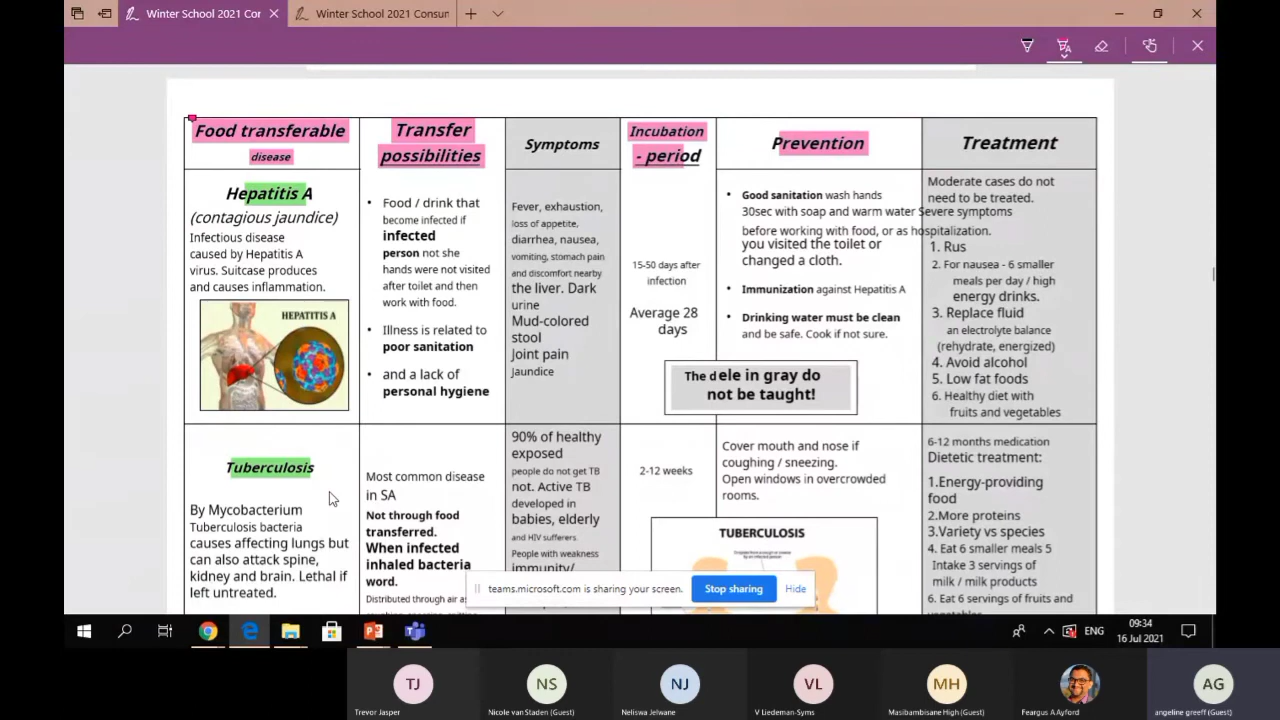 Winter School 2021 Cor
Winter School 2021 Consum
Food transferable
disease
Transfer
possibilities
Symptoms
Incubation
- period
Prevention
Treatment
Hepatitis A
(contagious jaundice)
Infectious disease
caused by Hepatitis A
virus. Suitcase produces
and causes inflammation.
HEPATITIS A
• Food / drink that
become infected if
infected
person not she
hands were not visited
after toilet and then
work with food.
• Illness is related to
poor sanitation
• and a lack of
personal hygiene
Fever, exhaustion,
loss of appetite,
diarrhea, nausea,
vomiting, stomach pain
and discomfort nearby
the liver. Dark
urine
Mud-colored
stool
Joint pain
Jaundice
15-50 days after
infection
Average 28
days
• Good sanitation wash hands
30sec with soap and warm water
before working with food, or as
you visited the toilet or
changed a cloth.
• Immunization against Hepatitis A
• Drinking water must be clean
and be safe. Cook if not sure.
The dele in gray do
not be taught!
Moderate cases do not
need to be treated.
Severe symptoms
hospitalization.
1. Rus
2. For nausea - 6 smaller
meals per day / high
energy drinks.
3. Replace fluid
an electrolyte balance
(rehydrate, energized)
4. Avoid alcohol
5. Low fat foods
6. Healthy diet with
fruits and vegetables
Tuberculosis
By Mycobacterium
Tuberculosis bacteria
causes affecting lungs but
can also attack spine,
kidney and brain. Lethal if
left untreated.
Most common disease
in SA
Not through food
transferred.
When infected
inhaled bacteria
word.
Distributed through air as
90% of healthy
exposed
people do not get TB
not. Active TB
developed in
babies, elderly
and HIV sufferers.
People with weakness
immunity/
2-12 weeks
Cover mouth and nose if
coughing / sneezing.
Open windows in overcrowded
rooms.
TUBERCULOSIS
6-12 months medication
Dietetic treatment:
1.Energy-providing
food
2.More proteins
3.Variety vs species
4. Eat 6 smaller meals 5
Intake 3 servings of
milk / milk products
6. Eat 6 servings of fruits and
teams.microsoft.com is sharing your screen.
Stop sharing
Hide
ENG
09:34
16 Jul 2021
TJ
Trevor Jasper
NS
Nicole van Staden (Guest)
NJ
Neliswa Jelwane
VL
V Liedeman-Syms
MH
Masibambisane High (Guest)
Feargus A Ayford
AG
angeline greeff (Guest)